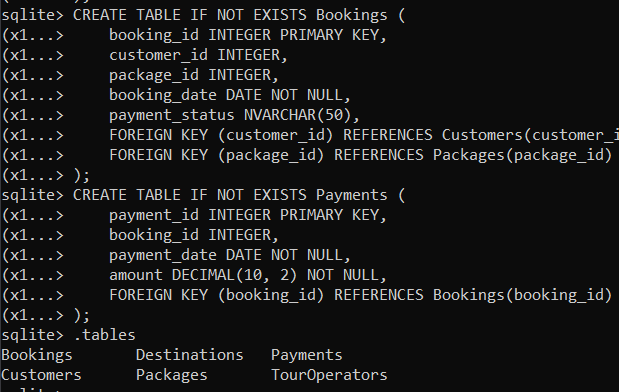 sqlite> CREATE TABLE IF NOT EXISTS Bookings (
(x1...>     booking_id INTEGER PRIMARY KEY,
(x1...>     customer_id INTEGER,
(x1...>     package_id INTEGER,
(x1...>     booking_date DATE NOT NULL,
(x1...>     payment_status NVARCHAR(50),
(x1...>     FOREIGN KEY (customer_id) REFERENCES Customers(customer_i
(x1...>     FOREIGN KEY (package_id) REFERENCES Packages(package_id)
(x1...> );
sqlite> CREATE TABLE IF NOT EXISTS Payments (
(x1...>     payment_id INTEGER PRIMARY KEY,
(x1...>     booking_id INTEGER,
(x1...>     payment_date DATE NOT NULL,
(x1...>     amount DECIMAL(10, 2) NOT NULL,
(x1...>     FOREIGN KEY (booking_id) REFERENCES Bookings(booking_id)
(x1...> );
sqlite> .tables
Bookings       Destinations   Payments
Customers      Packages       TourOperators